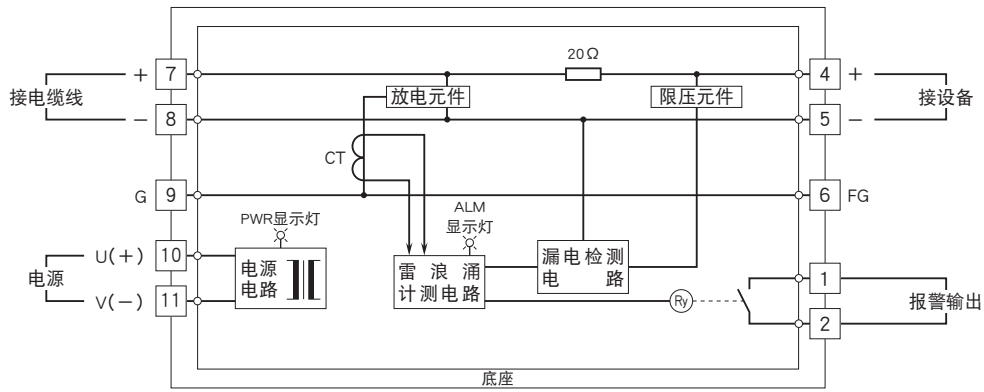 20Ω
+ 7
4 +
接电缆线
放电元件
限压元件
接设备
− 8
5 −
CT
G 9
6 FG
PWR显示灯
ALM
显示灯
U(+) 10
电源
电源
电路
雷浪涌
计测电路
漏电检测
电路
V(−) 11
1
Ry
报警输出
2
底座